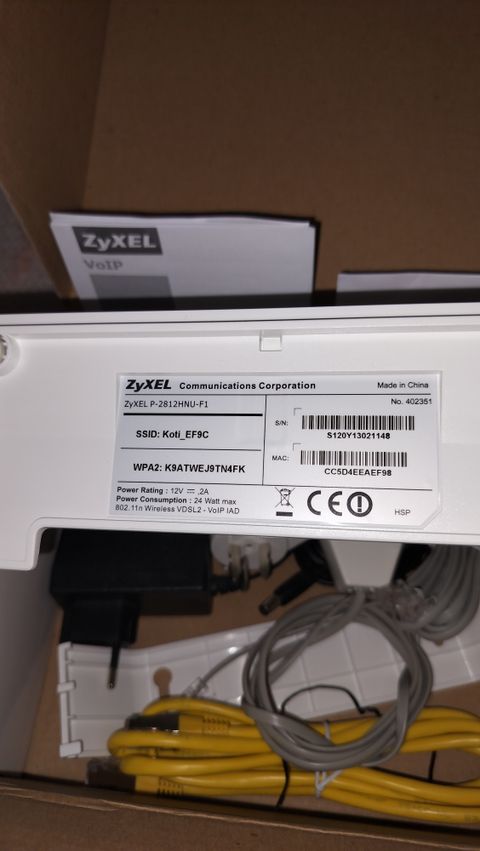 ZyXEL
VoIP
ZyXEL Communications Corporation Made in China
ZyXEL P-2812HNU-F1 No. 402351
SSID: Koti_EF9C
S/N:
S120Y13021148
WPA2: K9ATWEJ9TN4FK
MAC:
CC5D4EEAEF98
Power Rating : 12V ⎓ ,2A
Power Consumption : 24 Watt max
802.11n Wireless VDSL2 - VoIP IAD
CE
HSP